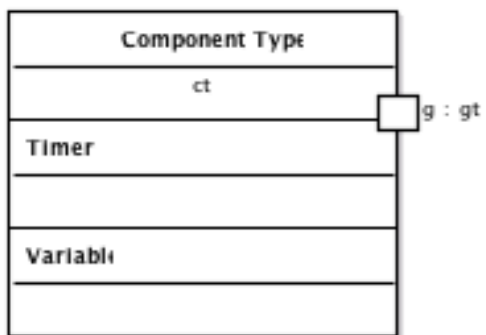 Component Type
ct
g : gt
Timer
Variable